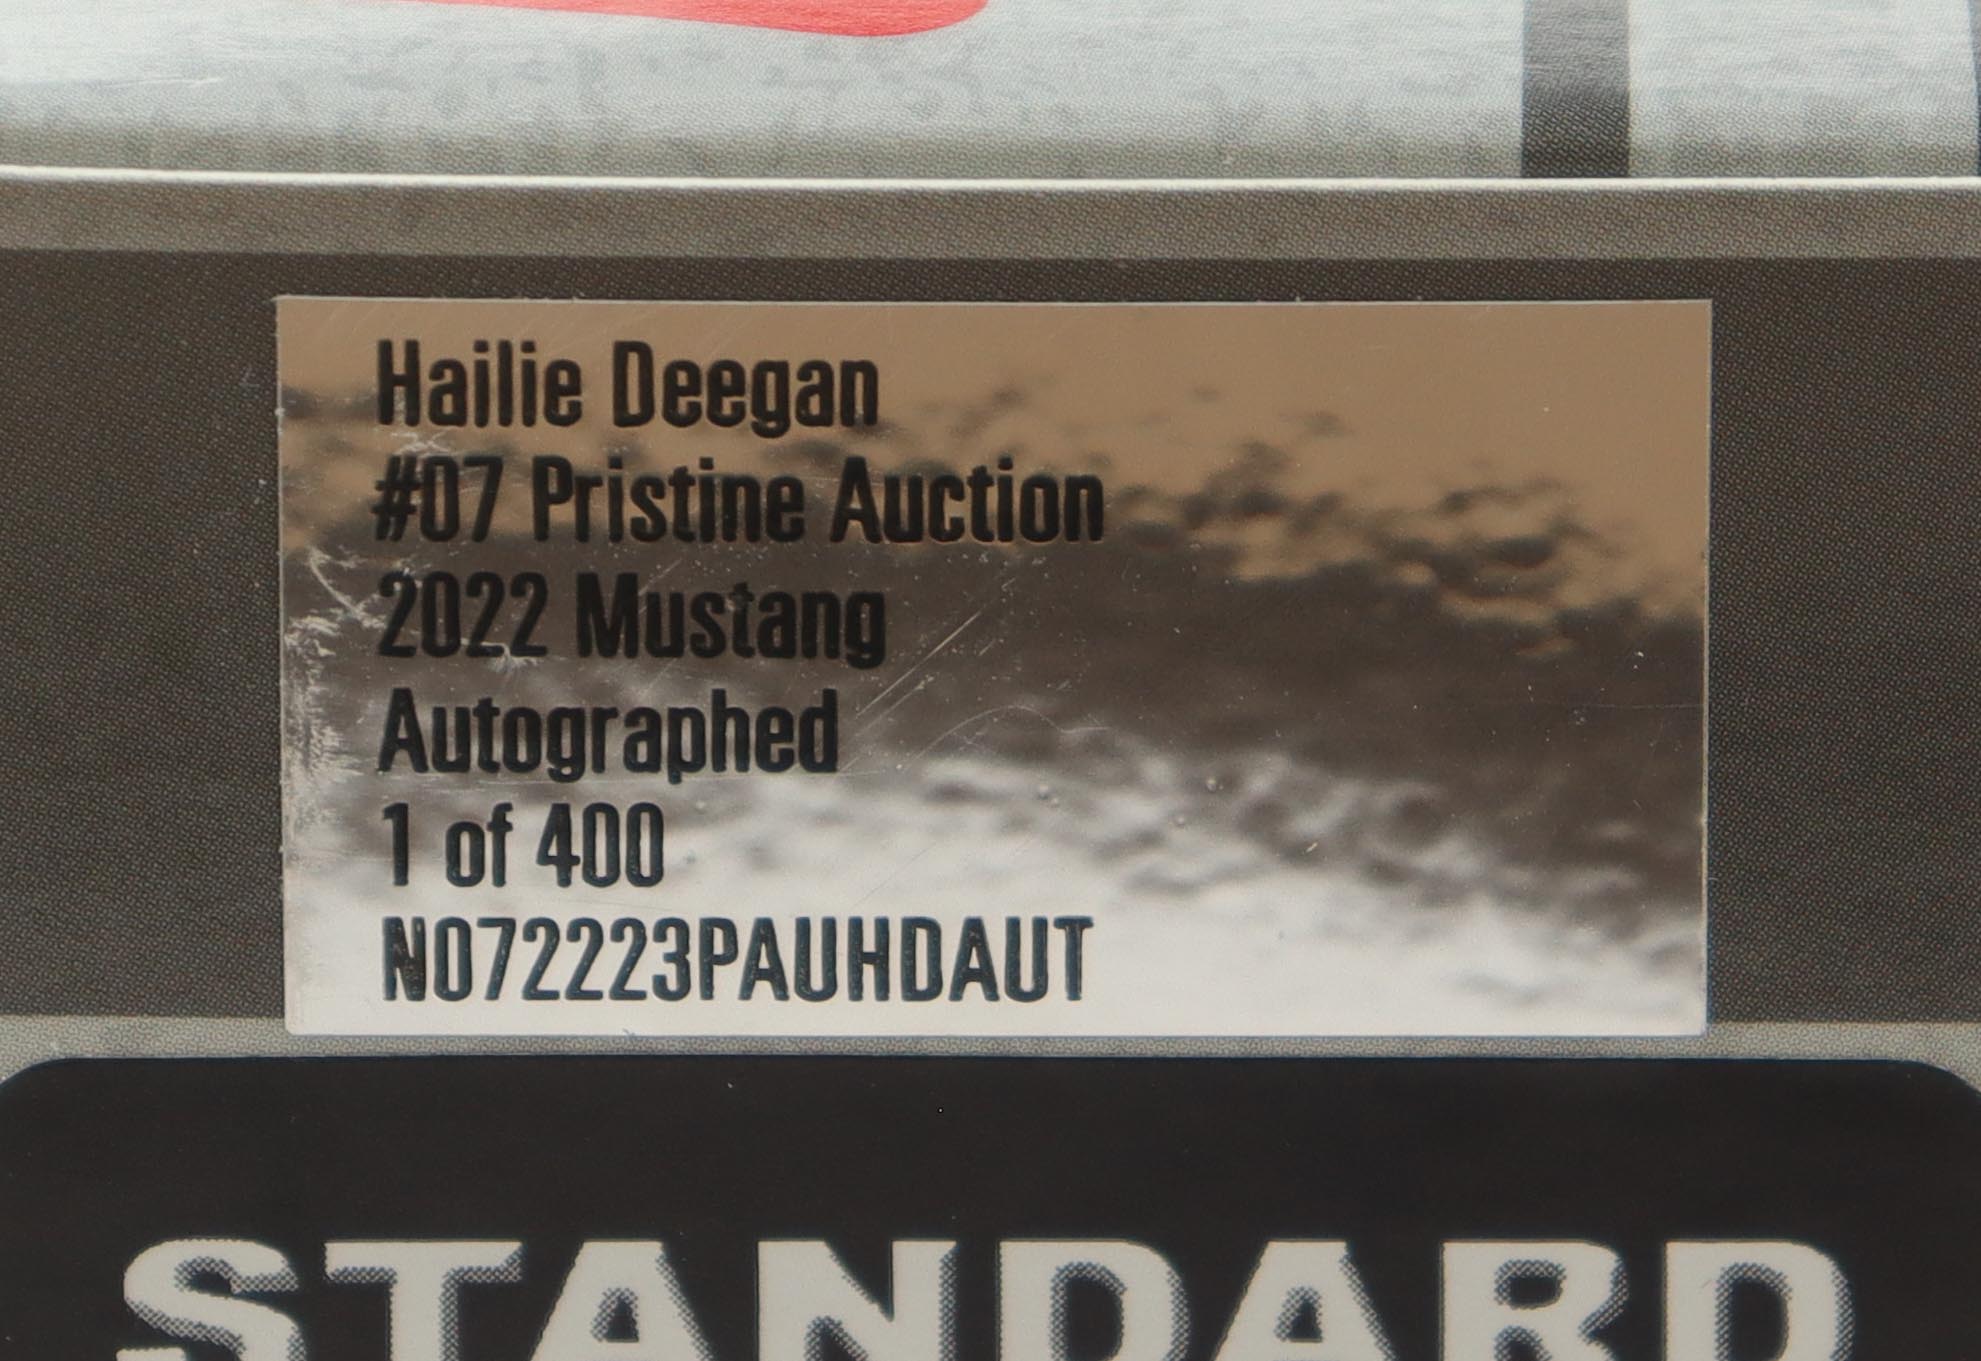 Hailie Deegan
#07 Pristine Auction
2022 Mustang
Autographed
1 of 400
N072223PAUHDAUT
STANDARD